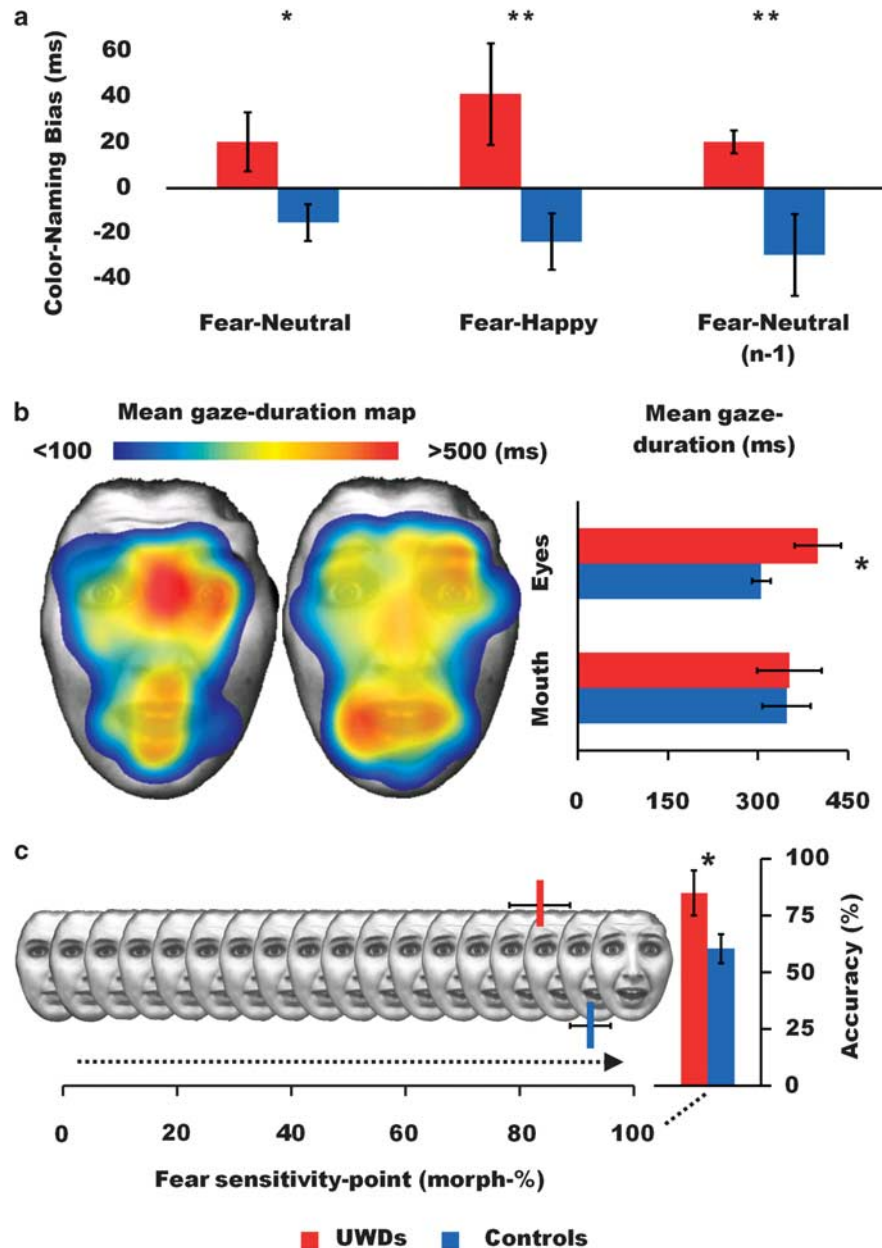 a
* ** **
Color-Naming Bias (ms)
60
40
20
0
-20
-40
Fear-Neutral Fear-Happy Fear-Neutral
(n-1)
b
Mean gaze-duration map
<100 >500 (ms)
Mean gaze-
duration (ms)
Eyes
*
Mouth
0 150 300 450
c
*
100
75
50
25
0
Accuracy (%)
0 20 40 60 80 100
Fear sensitivity-point (morph-%)
UWDs Controls